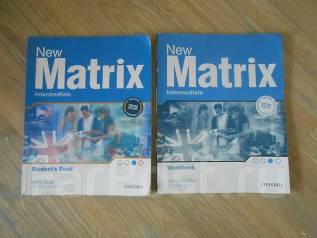 New
Matrix
Intermediate
Student's Book
OXFORD
New
Matrix
Intermediate
Workbook
OXFORD